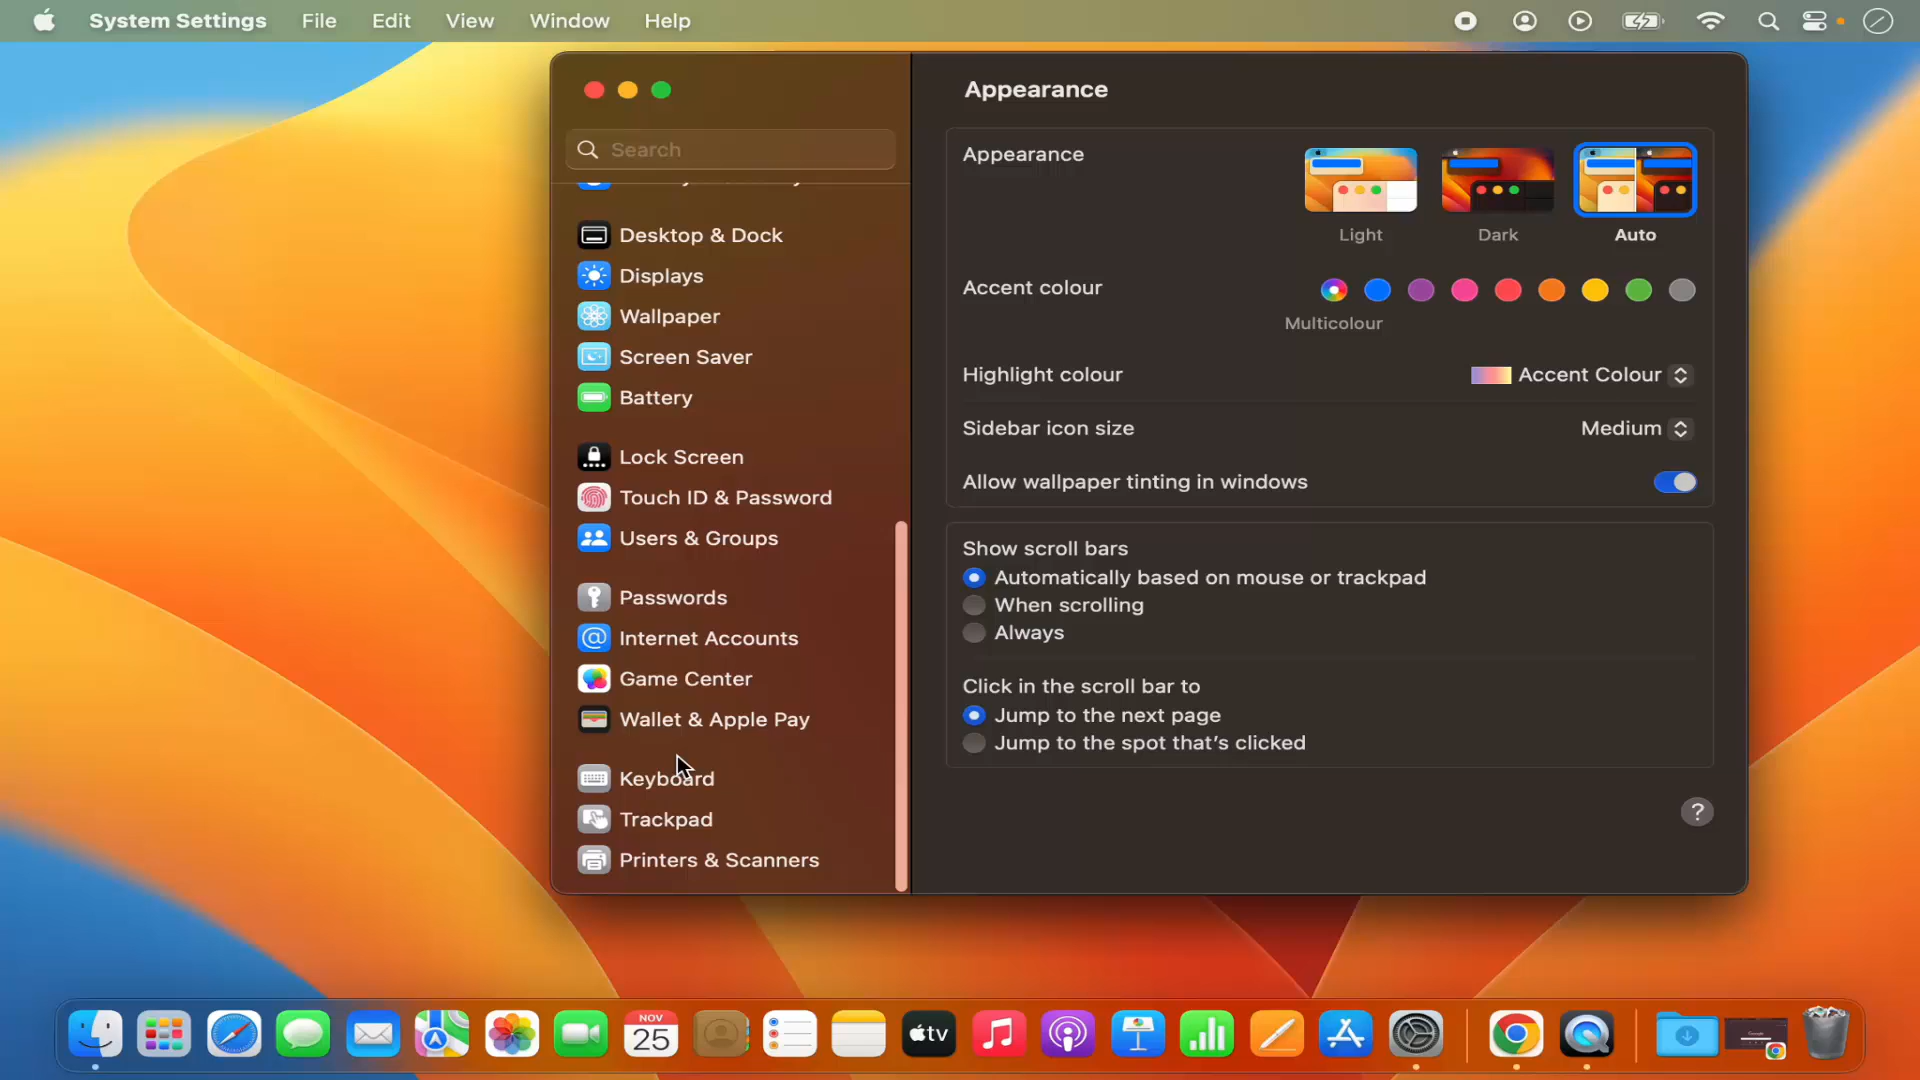 System Settings File Edit View Window Help
Search
Desktop & Dock
Displays
Wallpaper
Screen Saver
Battery
Lock Screen
Touch ID & Password
Users & Groups
Passwords
Internet Accounts
Game Center
Wallet & Apple Pay
Keyboard
Trackpad
Printers & Scanners
Appearance
Appearance
Light Dark Auto
Accent colour
Multicolour
Highlight colour Accent Colour
Sidebar icon size Medium
Allow wallpaper tinting in windows
Show scroll bars
Automatically based on mouse or trackpad
When scrolling
Always
Click in the scroll bar to
Jump to the next page
Jump to the spot that's clicked
?
NOV
25
tv